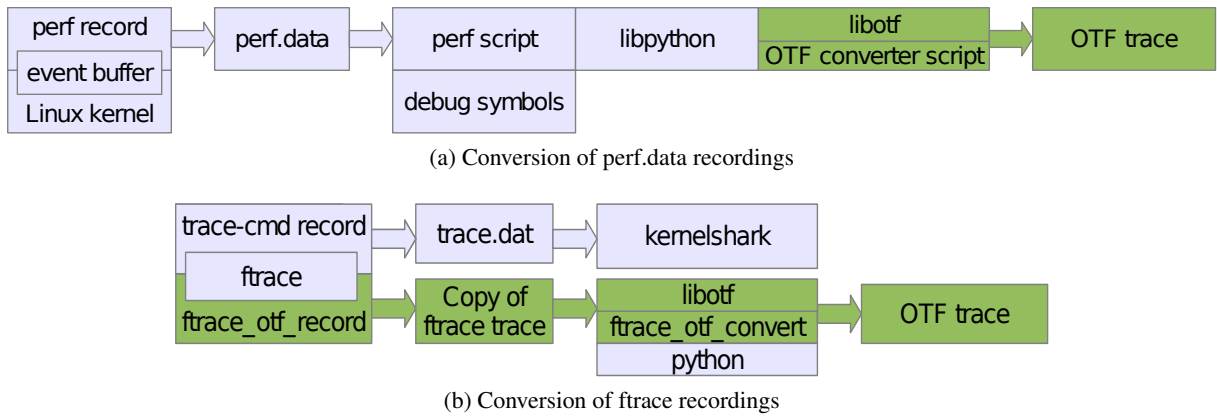 perf record
event buffer
Linux kernel
perf.data
perf script
debug symbols
libpython
libotf
OTF converter script
OTF trace
(a) Conversion of perf.data recordings
trace-cmd record
ftrace
ftrace_otf_record
trace.dat
kernelshark
Copy of
ftrace trace
libotf
ftrace_otf_convert
python
OTF trace
(b) Conversion of ftrace recordings